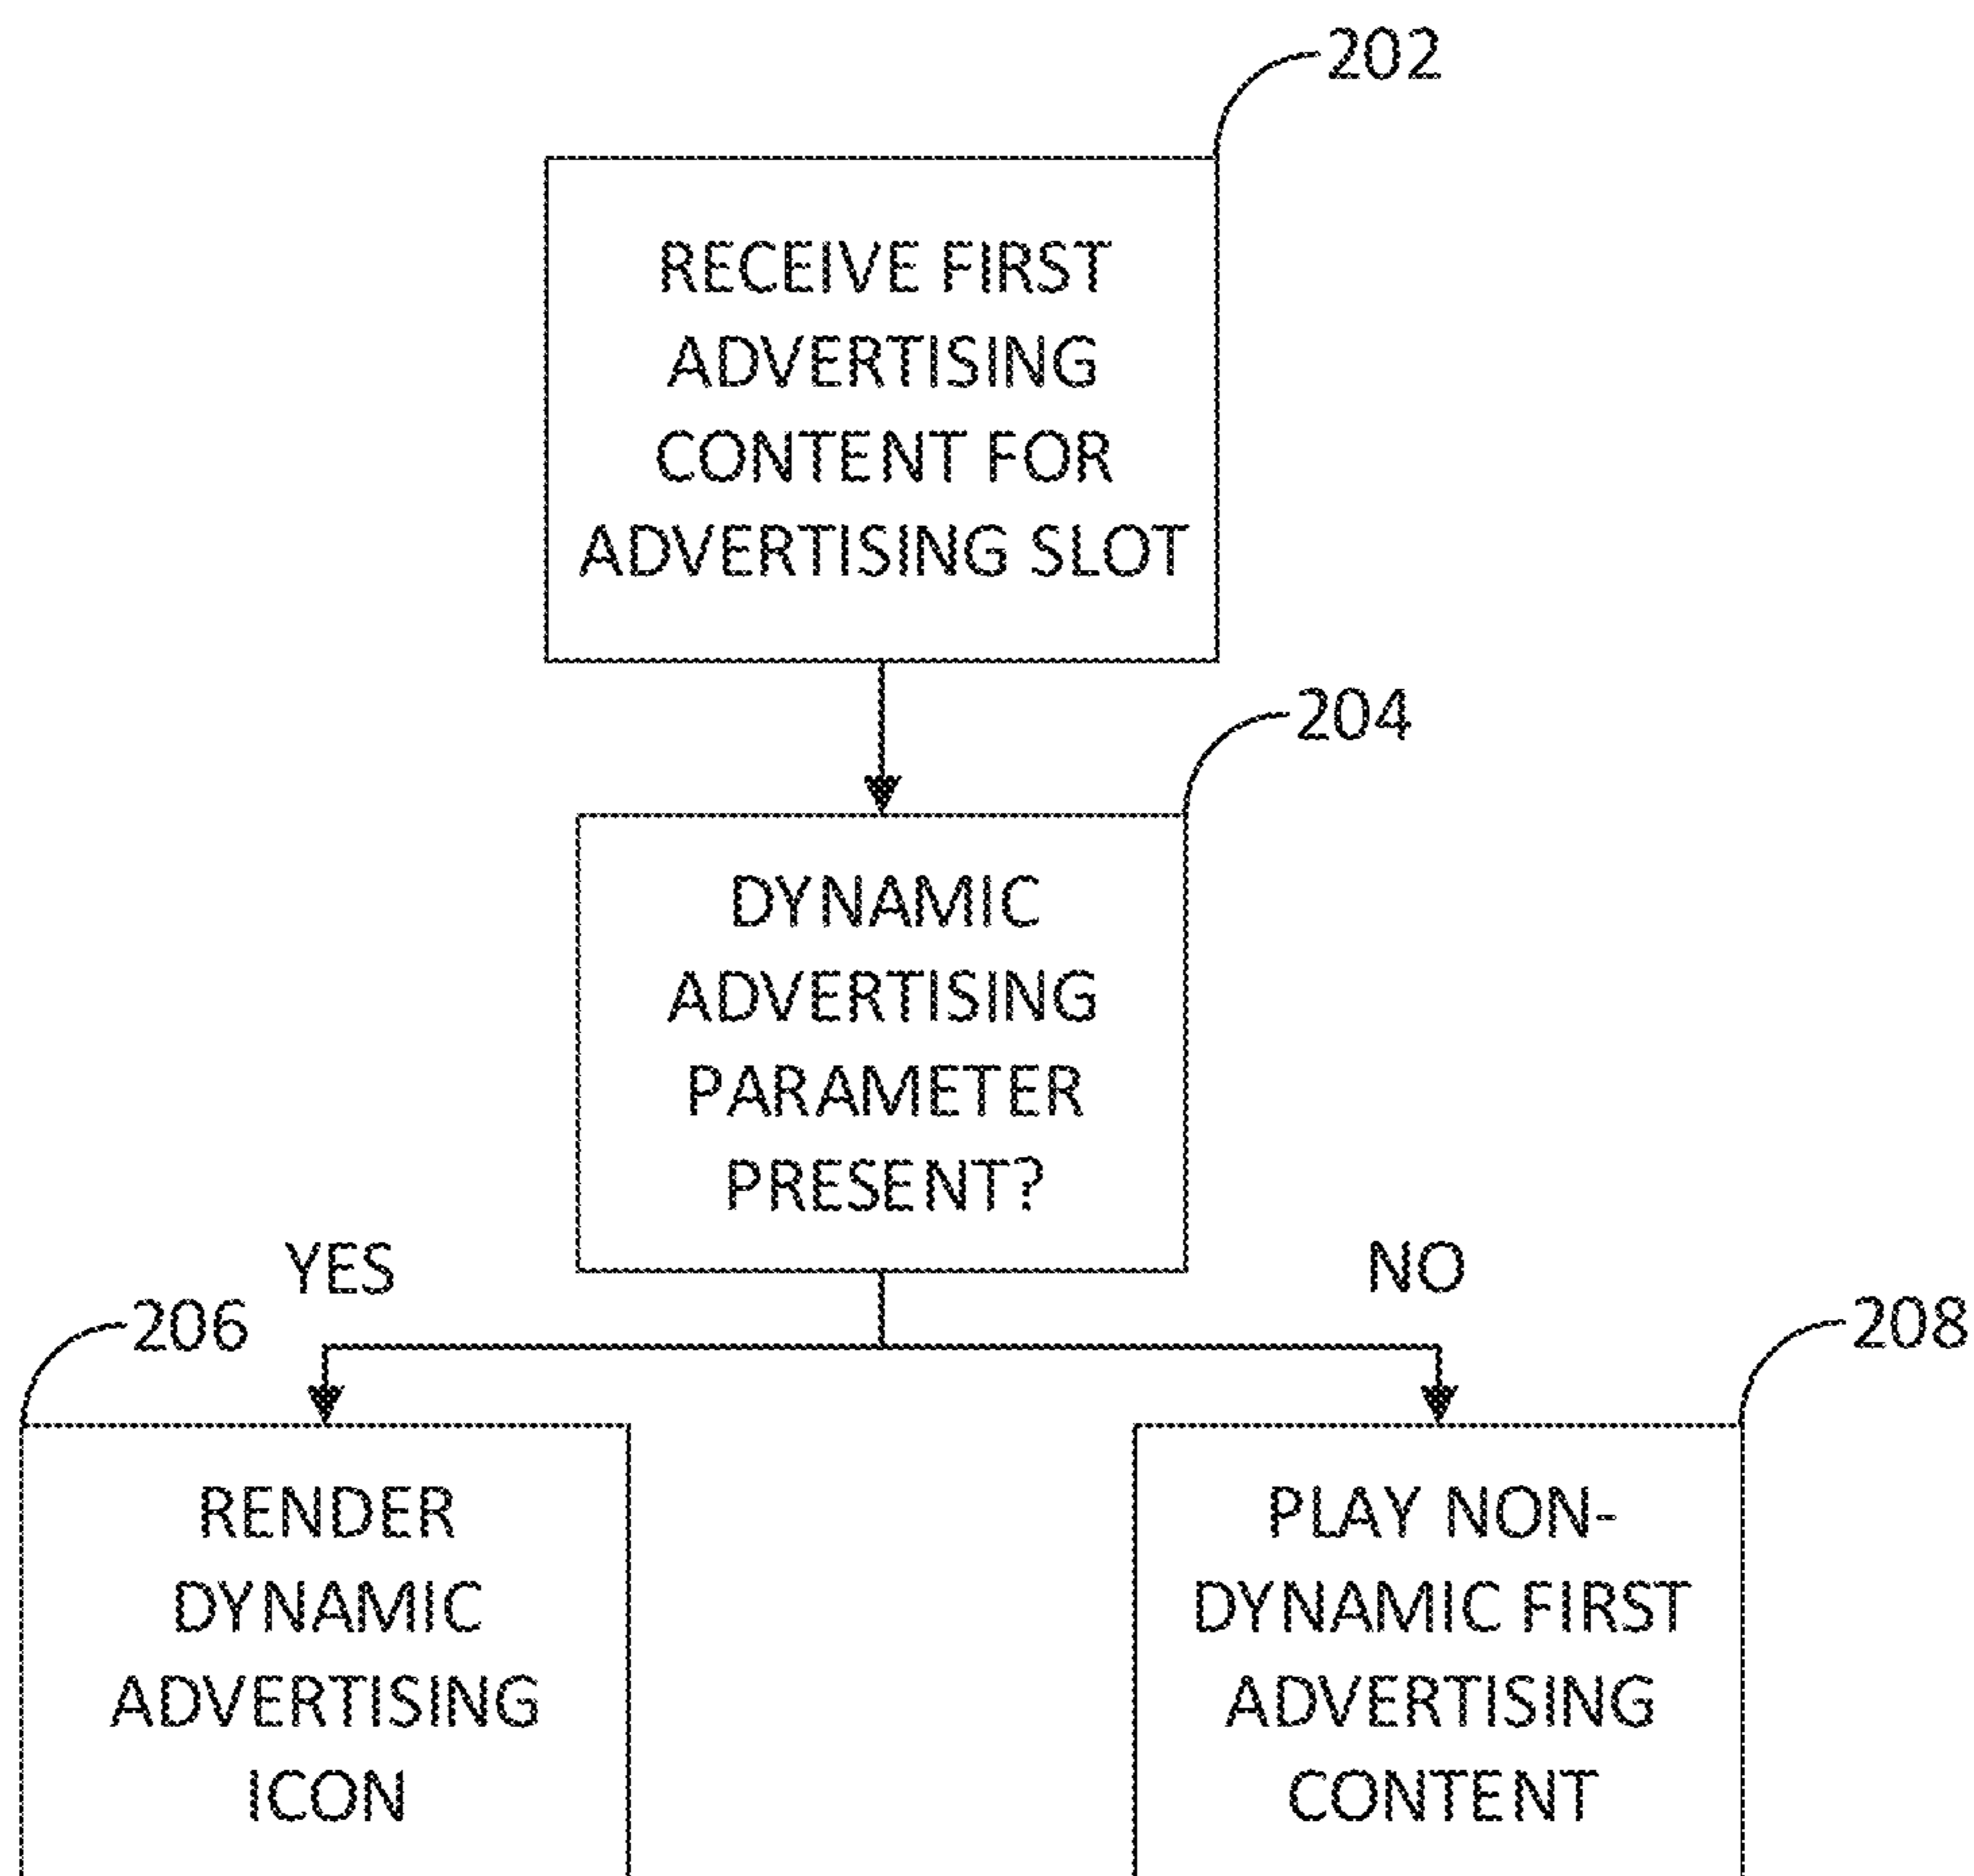 202
RECEIVE FIRST
ADVERTISING
CONTENT FOR
ADVERTISING SLOT
204
DYNAMIC
ADVERTISING
PARAMETER
PRESENT?
YES
NO
206
208
RENDER
DYNAMIC
ADVERTISING
ICON
PLAY NON-
DYNAMIC FIRST
ADVERTISING
CONTENT